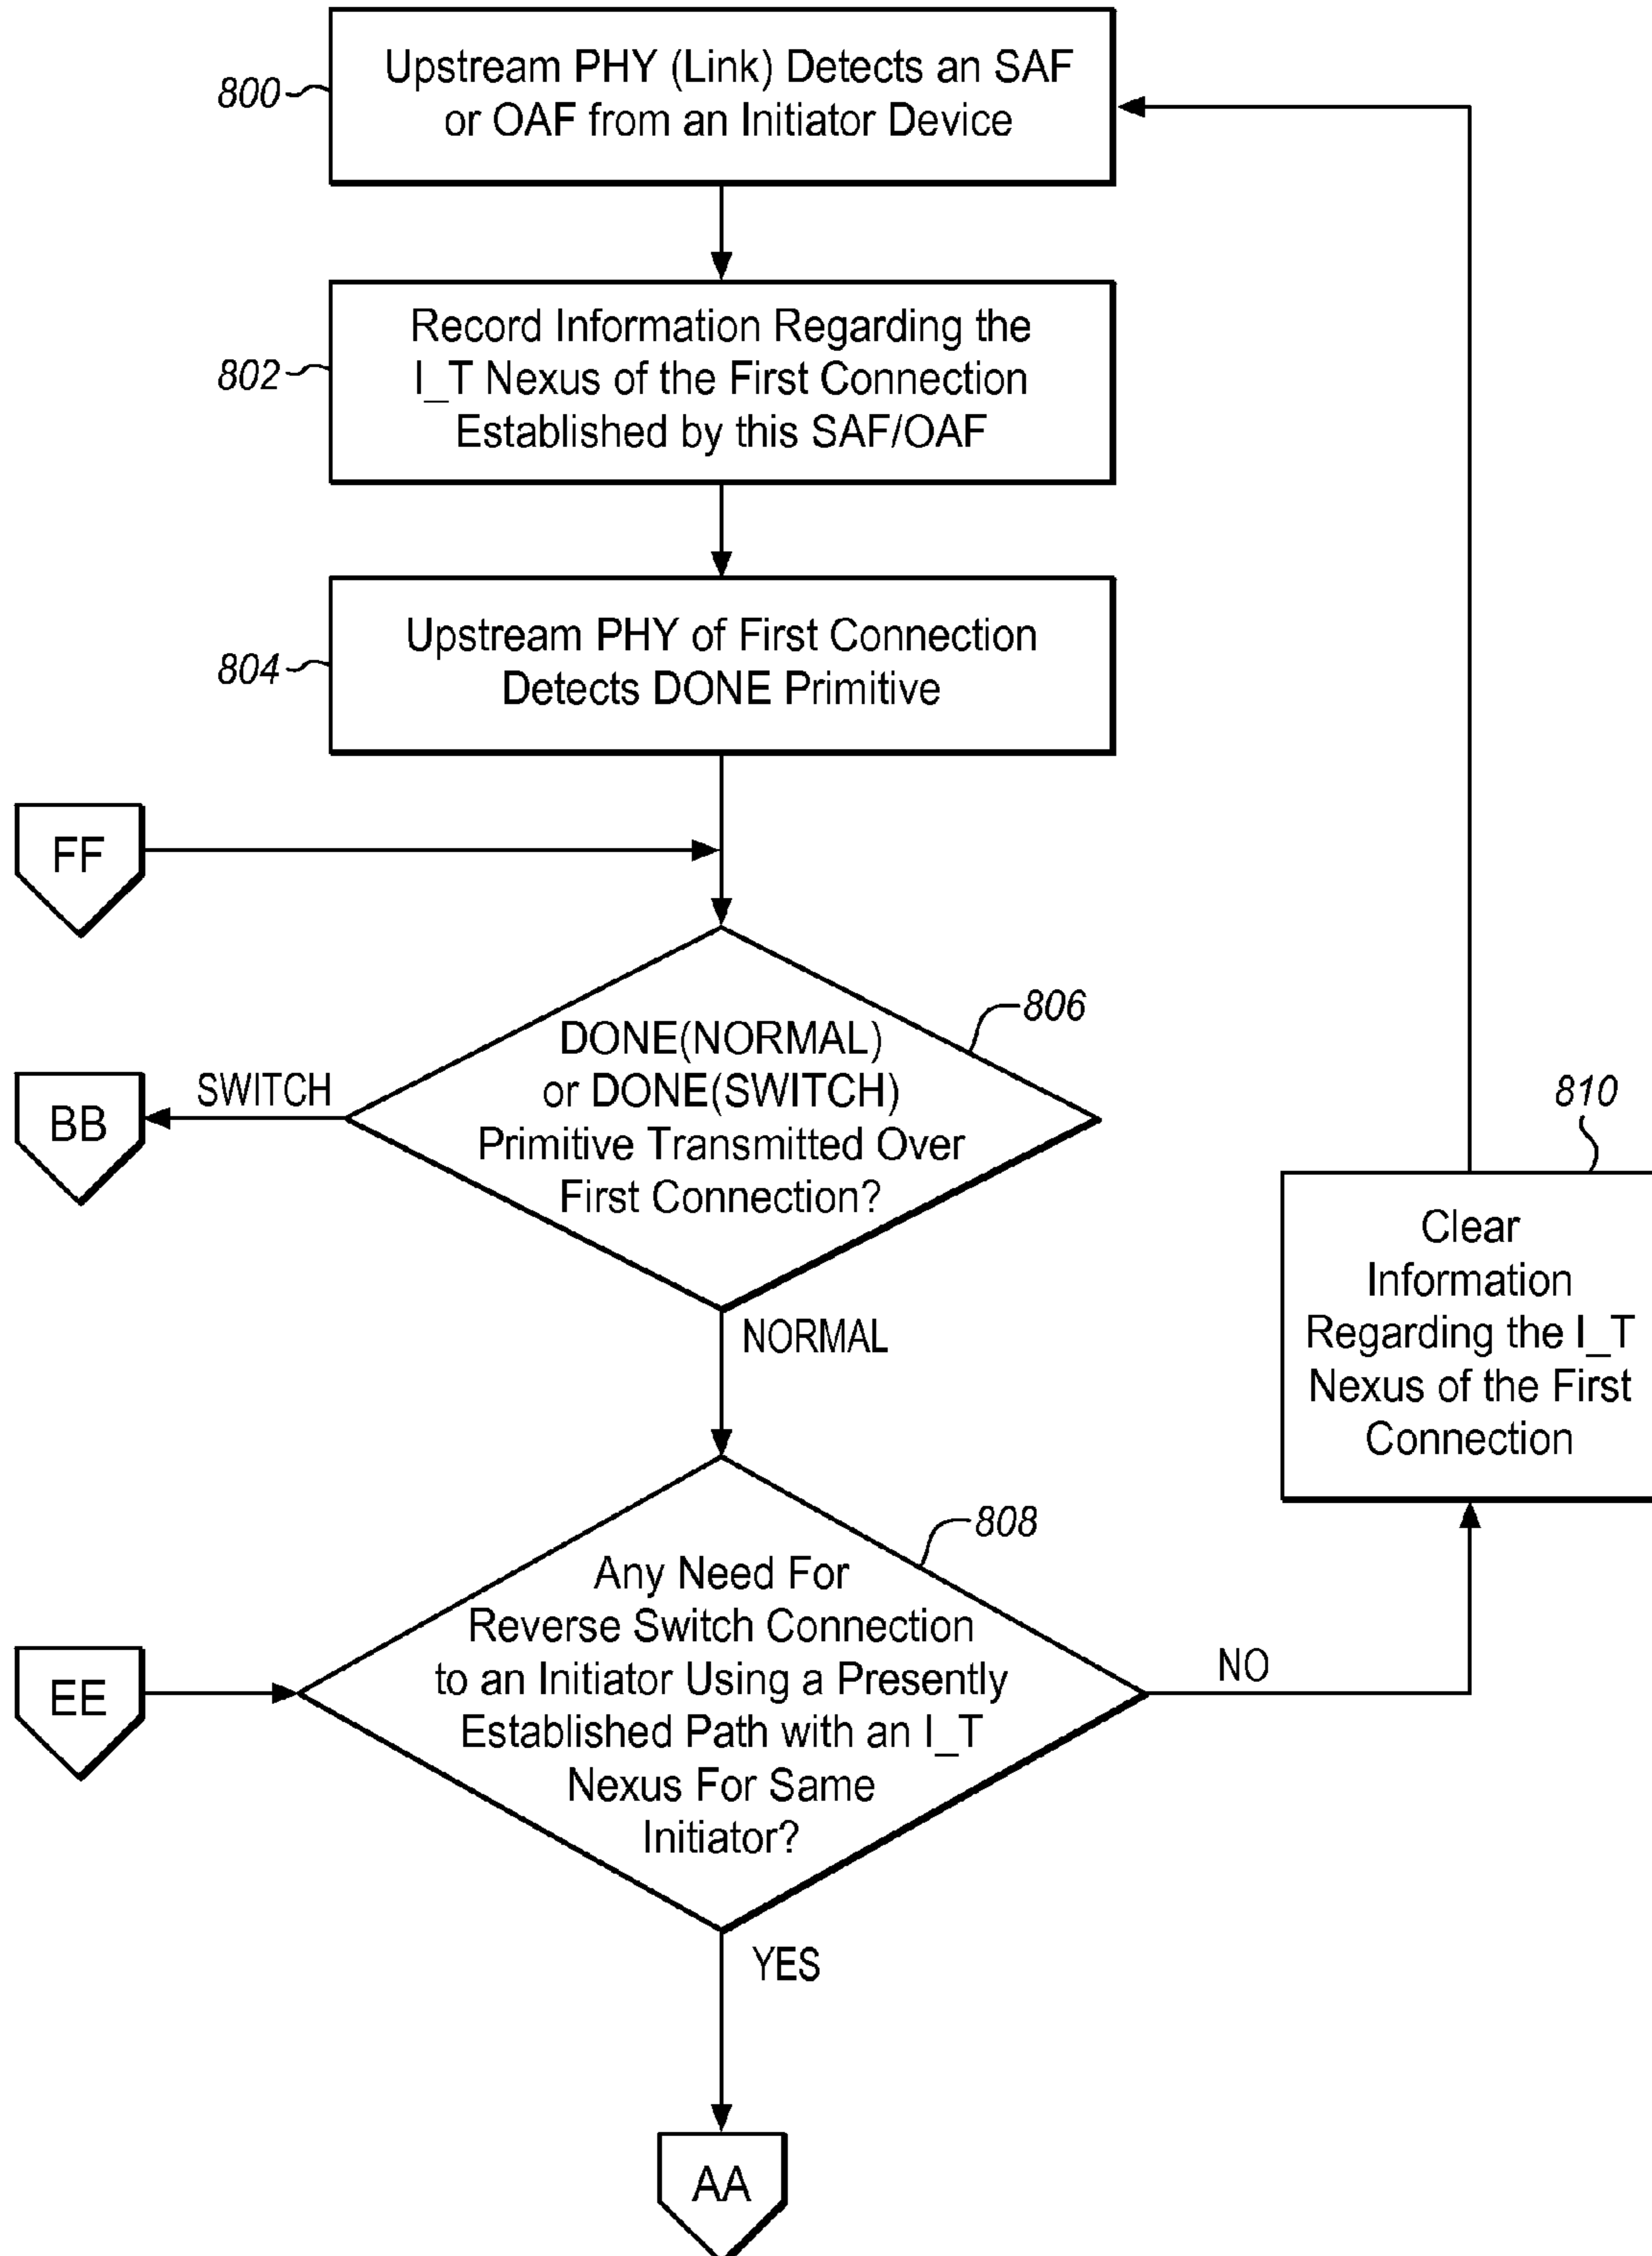 800
Upstream PHY (Link) Detects an SAF
or OAF from an Initiator Device
802
Record Information Regarding the
I_T Nexus of the First Connection
Established by this SAF/OAF
804
Upstream PHY of First Connection
Detects DONE Primitive
FF
806
DONE(NORMAL)
or DONE(SWITCH)
Primitive Transmitted Over
First Connection?
SWITCH
BB
NORMAL
810
Clear
Information
Regarding the I_T
Nexus of the First
Connection
808
Any Need For
Reverse Switch Connection
to an Initiator Using a Presently
Established Path with an I_T
Nexus For Same
Initiator?
NO
EE
YES
AA